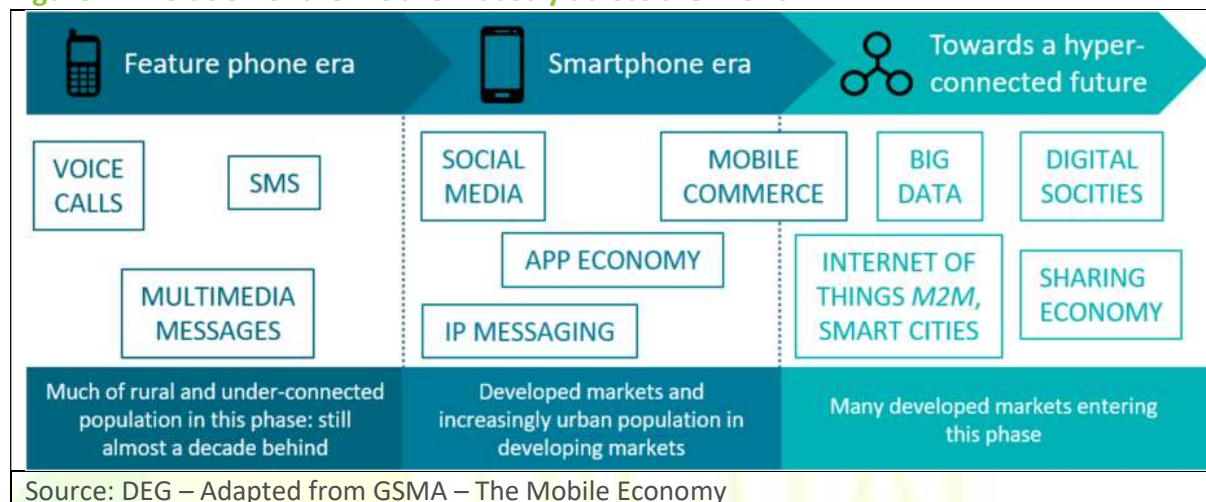 Feature phone era
Smartphone era
Towards a hyper-
connected future
VOICE
CALLS
SMS
MULTIMEDIA
MESSAGES
SOCIAL
MEDIA
MOBILE
COMMERCE
APP ECONOMY
IP MESSAGING
BIG
DATA
DIGITAL
SOCITIES
INTERNET OF
THINGS M2M,
SMART CITIES
SHARING
ECONOMY
Much of rural and under-connected
population in this phase: still
almost a decade behind
Developed markets and
increasingly urban population in
developing markets
Many developed markets entering
this phase
Source: DEG – Adapted from GSMA – The Mobile Economy